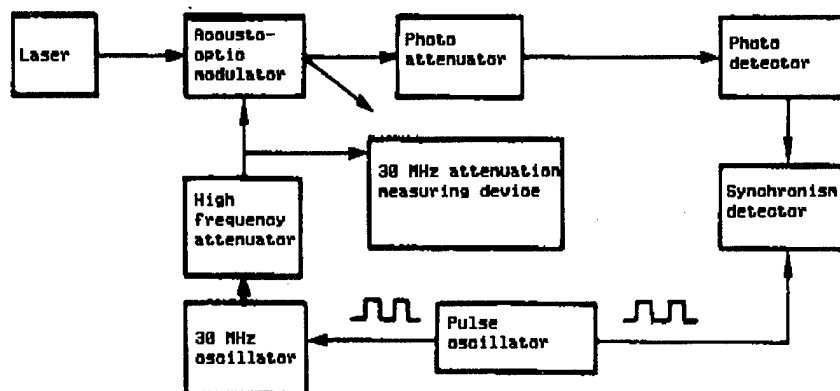 Laser
Acousto-
optic
modulator
Photo
attenuator
Photo
detector
30 MHz attenuation
measuring device
High
frequency
attenuator
Synchronism
detector
30 MHz
oscillator
Pulse
oscillator